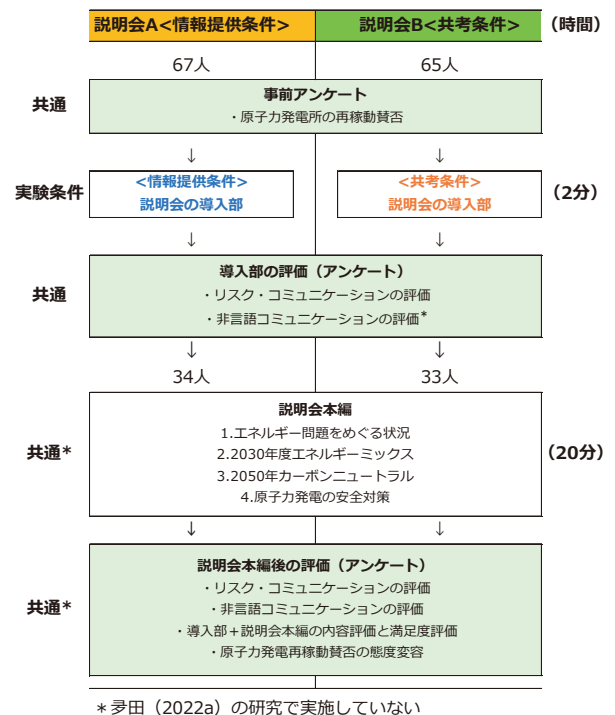 説明会A<情報提供条件> 説明会B<共考条件> (時間)
67人 65人
共通
事前アンケート
・原子力発電所の再稼動賛否
↓ ↓
実験条件
<情報提供条件> <共考条件>
説明会の導入部 説明会の導入部
(2分)
↓ ↓
共通
導入部の評価(アンケート)
・リスク・コミュニケーションの評価
・非言語コミュニケーションの評価*
↓ ↓
34人 33人
共通*
説明会本編
1.エネルギー問題をめぐる状況
2.2030年度エネルギーミックス
3.2050年カーボンニュートラル
4.原子力発電の安全対策
(20分)
↓ ↓
共通*
説明会本編後の評価(アンケート)
・リスク・コミュニケーションの評価
・非言語コミュニケーションの評価
・導入部+説明会本編の内容評価と満足度評価
・原子力発電再稼動賛否の態度変容
*夛田(2022a)の研究で実施していない